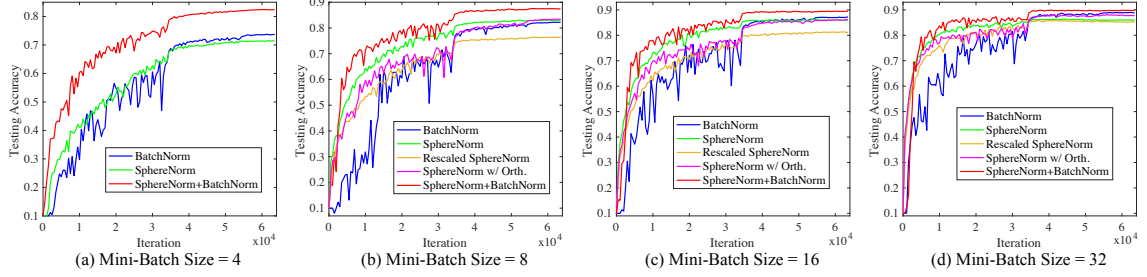 Testing Accuracy
0.8
0.7
0.6
0.5
0.4
0.3
0.2
0.1
BatchNorm
SphereNorm
SphereNorm+BatchNorm
0 1 2 3 4 5 6
Iteration
×10⁴
(a) Mini-Batch Size = 4
Testing Accuracy
0.9
0.8
0.7
0.6
0.5
0.4
0.3
0.2
0.1
BatchNorm
SphereNorm
Rescaled SphereNorm
SphereNorm w/ Orth.
SphereNorm+BatchNorm
0 1 2 3 4 5 6
Iteration
×10⁴
(b) Mini-Batch Size = 8
Testing Accuracy
0.9
0.8
0.7
0.6
0.5
0.4
0.3
0.2
0.1
BatchNorm
SphereNorm
Rescaled SphereNorm
SphereNorm w/ Orth.
SphereNorm+BatchNorm
0 1 2 3 4 5 6
Iteration
×10⁴
(c) Mini-Batch Size = 16
Testing Accuracy
0.9
0.8
0.7
0.6
0.5
0.4
0.3
0.2
0.1
BatchNorm
SphereNorm
Rescaled SphereNorm
SphereNorm w/ Orth.
SphereNorm+BatchNorm
0 1 2 3 4 5 6
Iteration
×10⁴
(d) Mini-Batch Size = 32